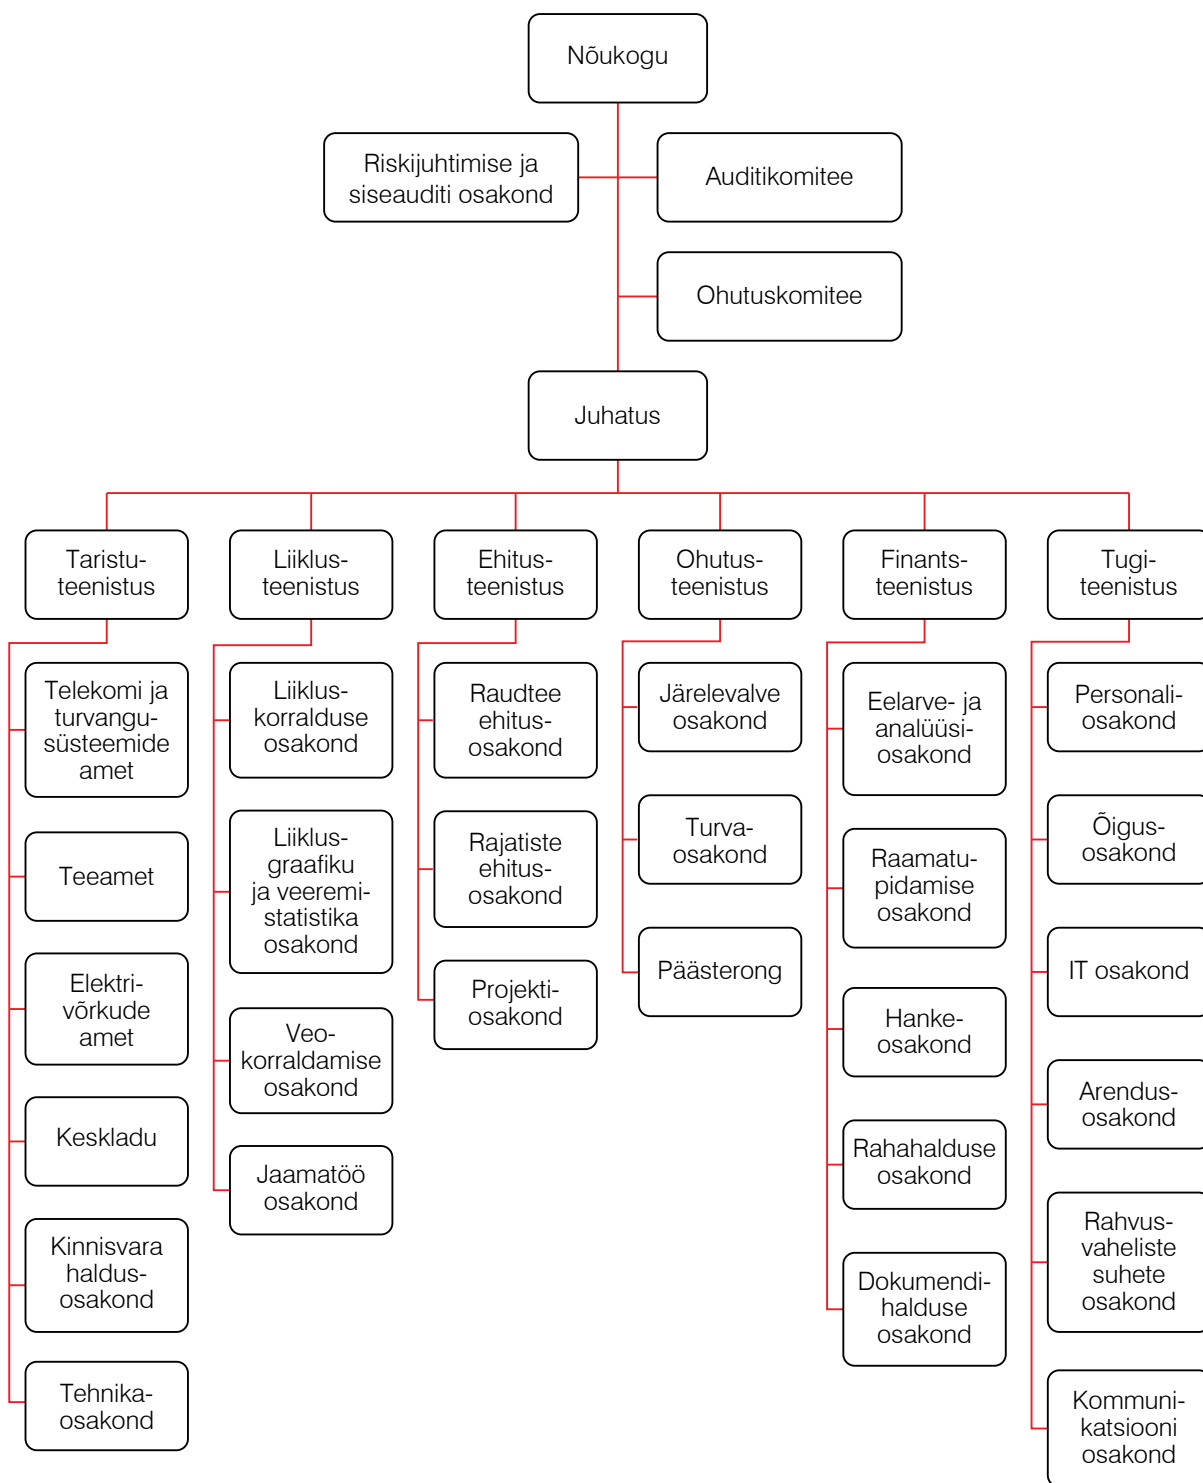 Nõukogu
Riskijuhtimise ja
siseauditi osakond
Auditikomitee
Ohutuskomitee
Juhatus
Taristu-
teenistus
Liiklus-
teenistus
Ehitus-
teenistus
Ohutus-
teenistus
Finants-
teenistus
Tugi-
teenistus
Telekomi ja
turvangu-
süsteemide
amet
Teeamet
Elektri-
võrkude
amet
Keskladu
Kinnisvara
haldus-
osakond
Tehnika-
osakond
Liiklus-
korralduse
osakond
Liiklus-
graafiku
ja veeremi-
statistika
osakond
Veo-
korraldamise
osakond
Jaamatöö
osakond
Raudtee
ehitus-
osakond
Rajatiste
ehitus-
osakond
Projekti-
osakond
Järelevalve
osakond
Turva-
osakond
Päästerong
Eelarve- ja
analüüsi-
osakond
Raamatu-
pidamise
osakond
Hanke-
osakond
Rahahalduse
osakond
Dokumendi-
halduse
osakond
Personali-
osakond
Õigus-
osakond
IT osakond
Arendus-
osakond
Rahvus-
vaheliste
suhete
osakond
Kommuni-
katsiooni
osakond